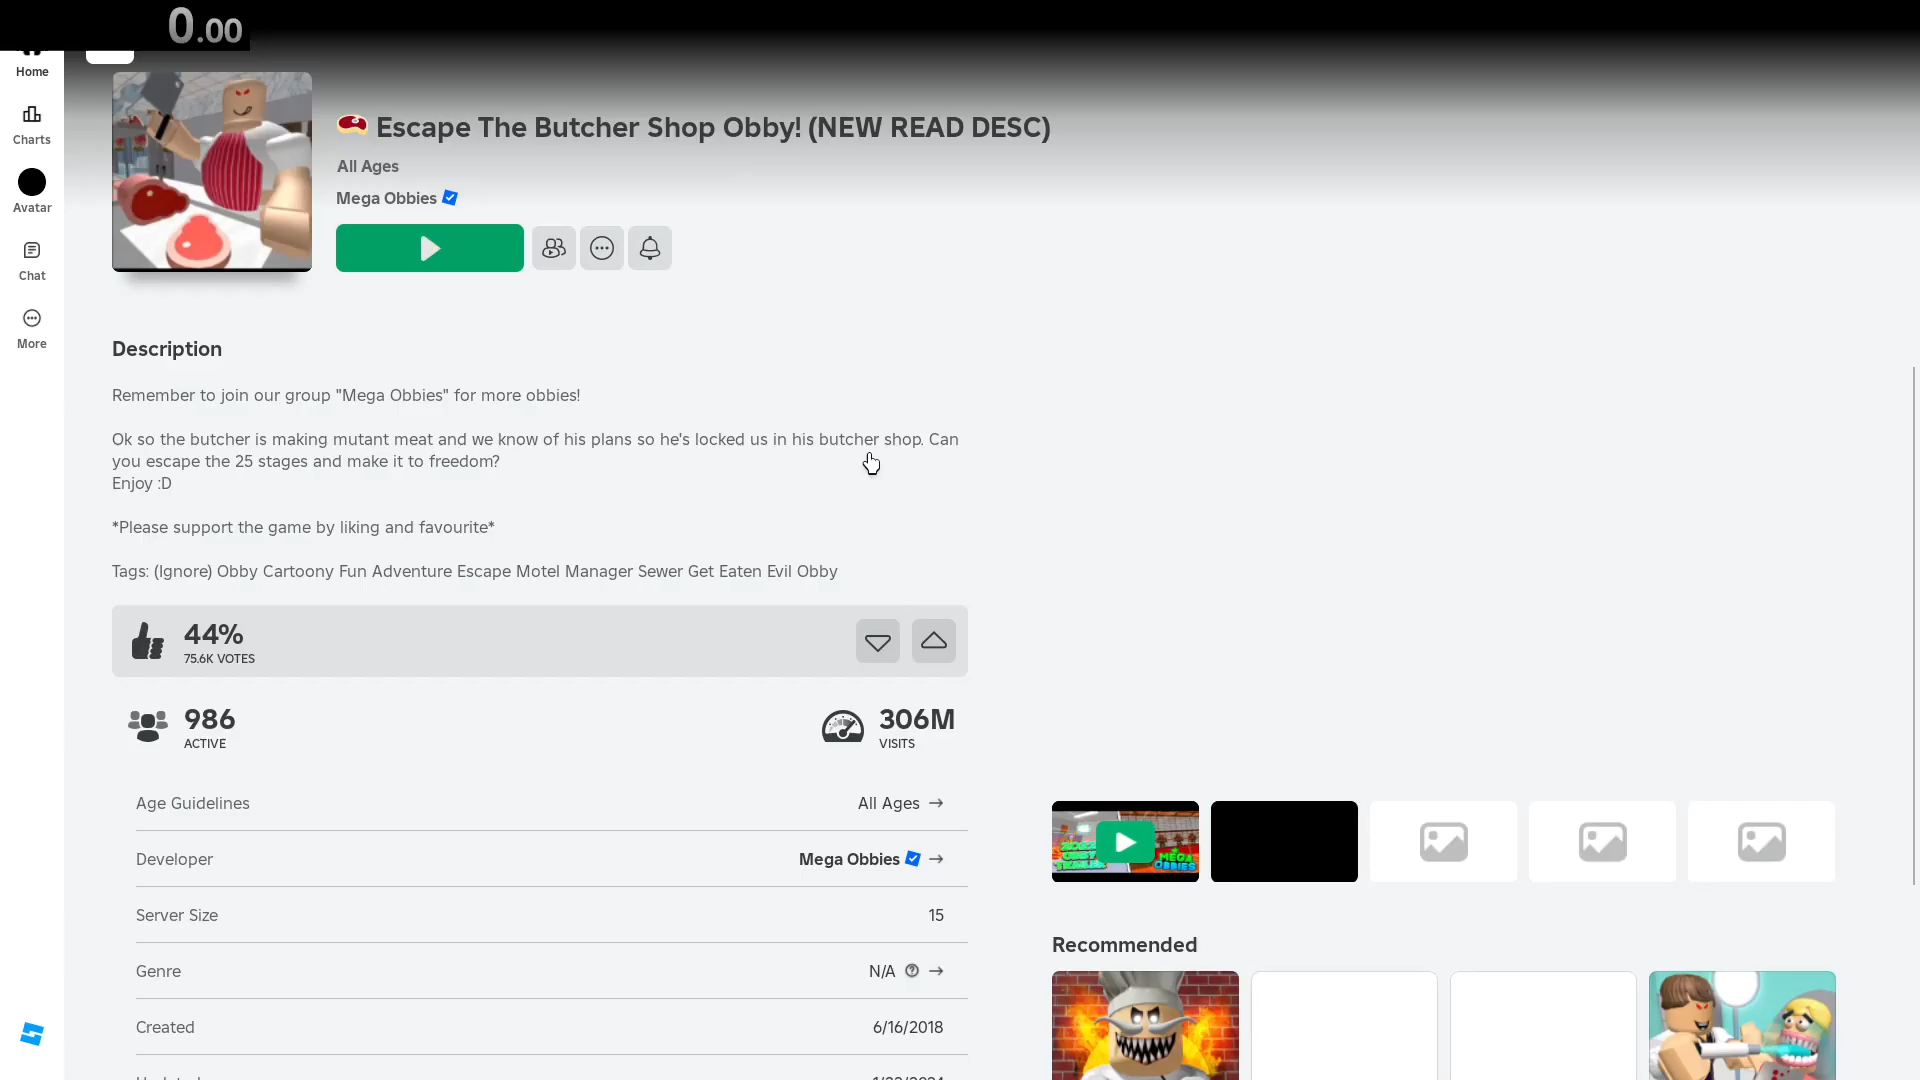 0.00
Home
Charts
Avatar
Chat
More
Escape The Butcher Shop Obby! (NEW READ DESC)
All Ages
Mega Obbies
Description
Remember to join our group "Mega Obbies" for more obbies!
Ok so the butcher is making mutant meat and we know of his plans so he's locked us in his butcher shop. Can
you escape the 25 stages and make it to freedom?
Enjoy :D
*Please support the game by liking and favourite*
Tags: (Ignore) Obby Cartoony Fun Adventure Escape Motel Manager Sewer Get Eaten Evil Obby
44%
75.6K VOTES
986
ACTIVE
306M
VISITS
Age Guidelines
All Ages
Developer
Mega Obbies
Server Size
15
Genre
N/A
Created
6/16/2018
MEGA
OBBIES
Recommended